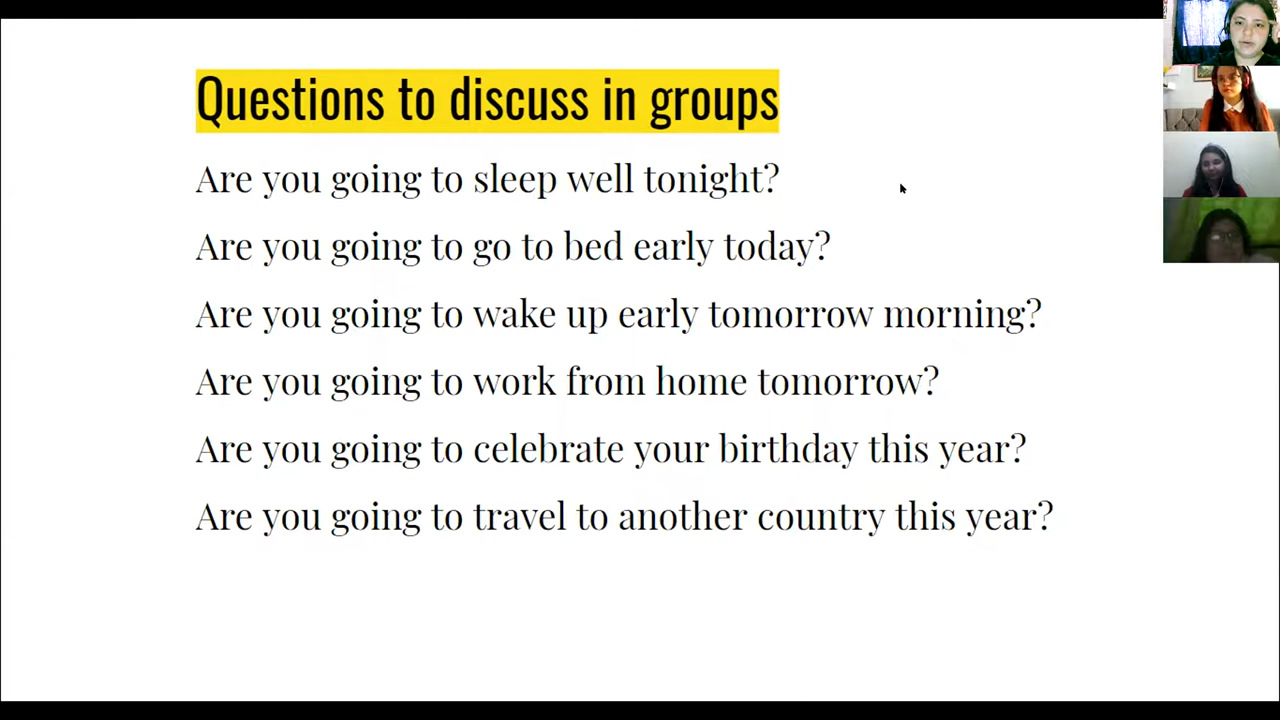 Questions to discuss in groups
Are you going to sleep well tonight?
Are you going to go to bed early today?
Are you going to wake up early tomorrow morning?
Are you going to work from home tomorrow?
Are you going to celebrate your birthday this year?
Are you going to travel to another country this year?